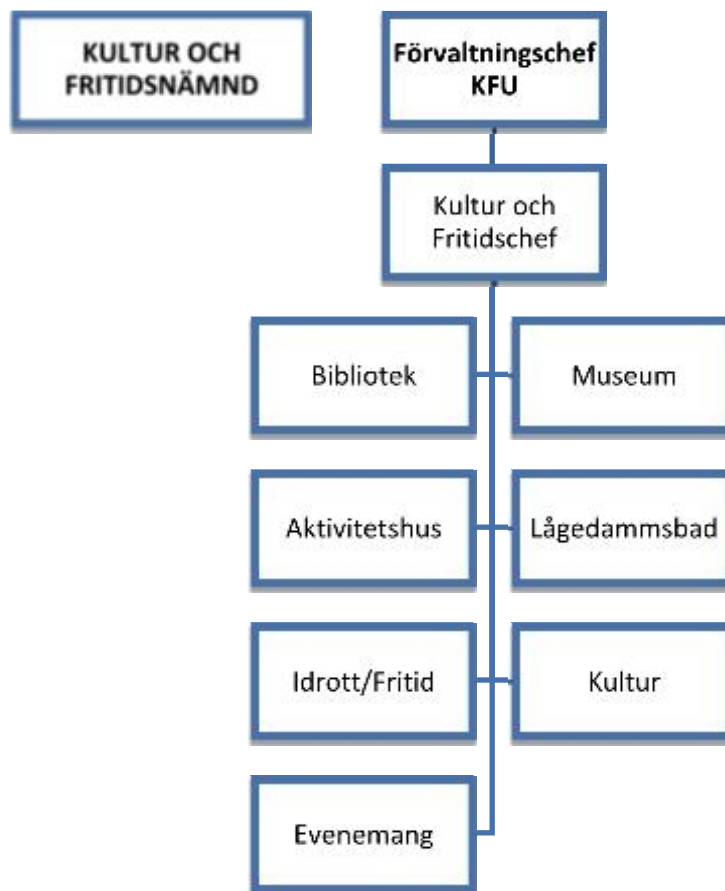 KULTUR OCH
FRITIDSNÄMND
Förvaltningschef
KFU
Kultur och
Fritidschef
Bibliotek
Museum
Aktivitetshus
Lågedammsbad
Idrott/Fritid
Kultur
Evenemang